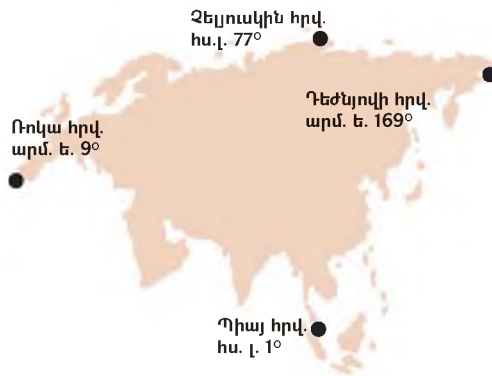 Չելյուսկին հրվ.
հս.լ. 77°
Դեժնյովի հրվ.
արմ. ե. 169°
Ռոկա հրվ.
արմ. ե. 9°
Պիայ հրվ.
հս. լ. 1°